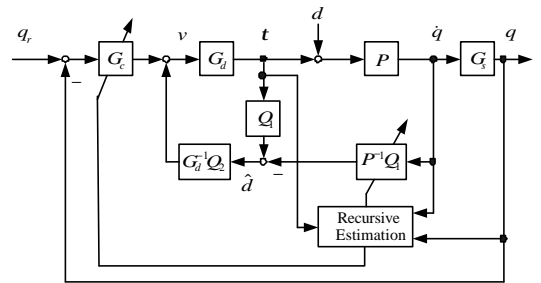 d
q_r v t q̇ q
G_c G_d P G_s
−
Q_1
G_d^{-1}Q_2 − P^{-1}Q_1
d̂
Recursive
Estimation